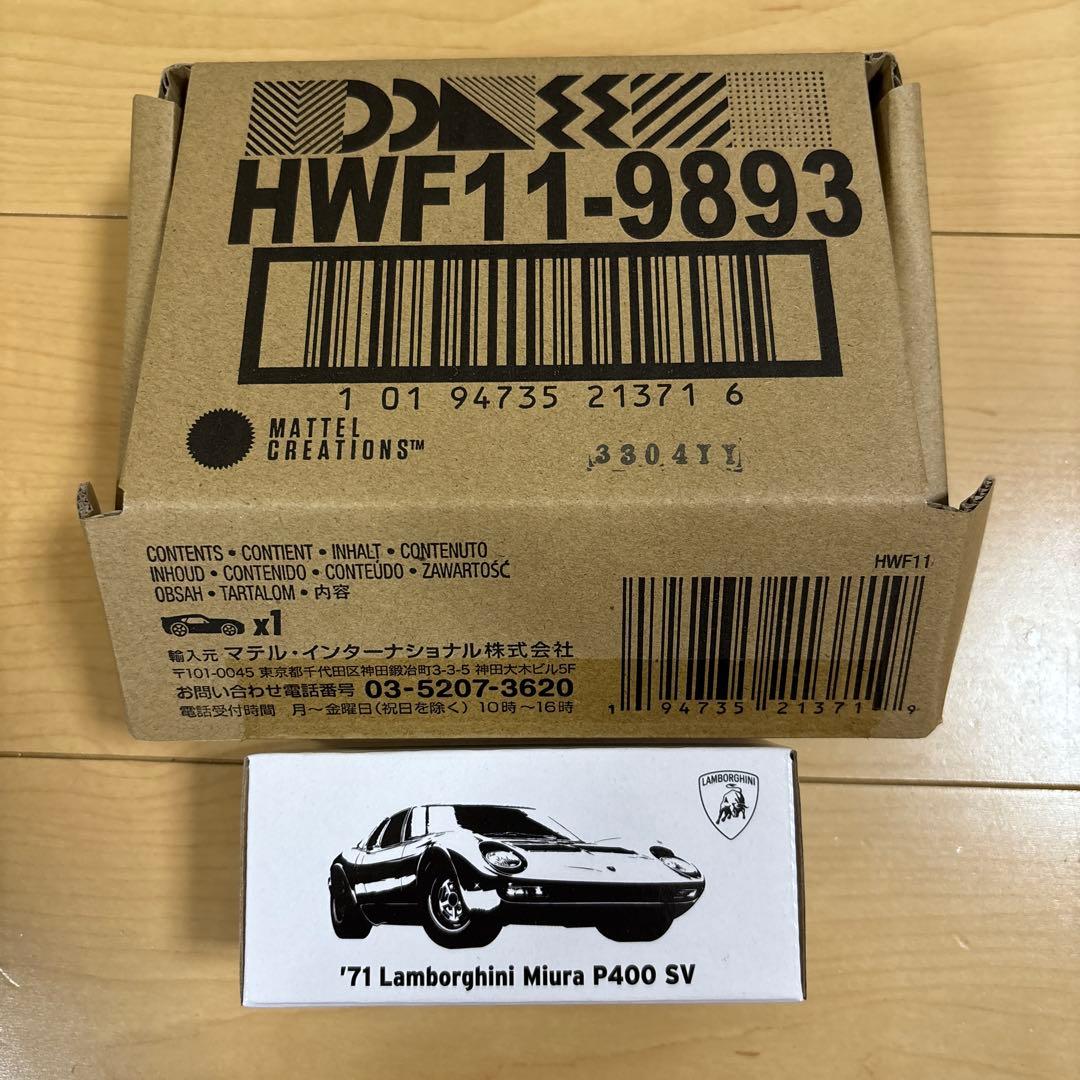 HWF11-9893
1 01 94735 21371 6
MATTEL
CREATIONS™
3304YY
CONTENTS • CONTIENT • INHALT • CONTENUTO
INHOUD • CONTENIDO • CONTEÚDO • ZAWARTOŚĆ
OBSAH • TARTALOM • 内容
x1
輸入元 マテル・インターナショナル株式会社
〒101-0045 東京都千代田区神田鍛冶町3-3-5 神田大木ビル5F
お問い合わせ電話番号 03-5207-3620
電話受付時間 月～金曜日(祝日を除く) 10時～16時
HWF11
1 94735 21371 9
LAMBORGHINI
'71 Lamborghini Miura P400 SV